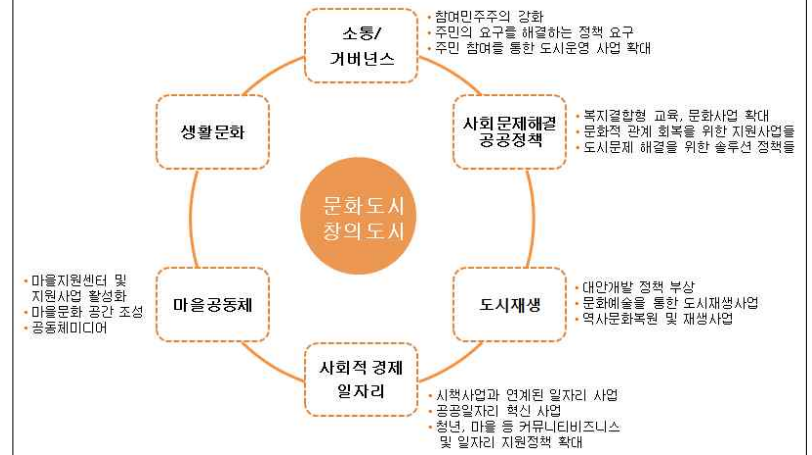 소통/
거버넌스
• 참여민주주의 강화
• 주민의 요구를 해결하는 정책 요구
• 주민 참여를 통한 도시운영 사업 확대
사회문제해결
공공정책
• 복지결합형 교육, 문화사업 확대
• 문화적 관계 회복을 위한 지원사업들
• 도시문제 해결을 위한 솔루션 정책들
생활문화
문화도시
창의도시
• 마을지원센터 및
지원사업 활성화
• 마을문화 공간 조성
• 공동체미디어
마을공동체
도시재생
• 대안개발 정책 부상
• 문화예술을 통한 도시재생사업
• 역사문화복원 및 재생사업
사회적 경제
일자리
• 시책사업과 연계된 일자리 사업
• 공공일자리 혁신 사업
• 청년, 마을 등 커뮤니티비즈니스
및 일자리 지원정책 확대